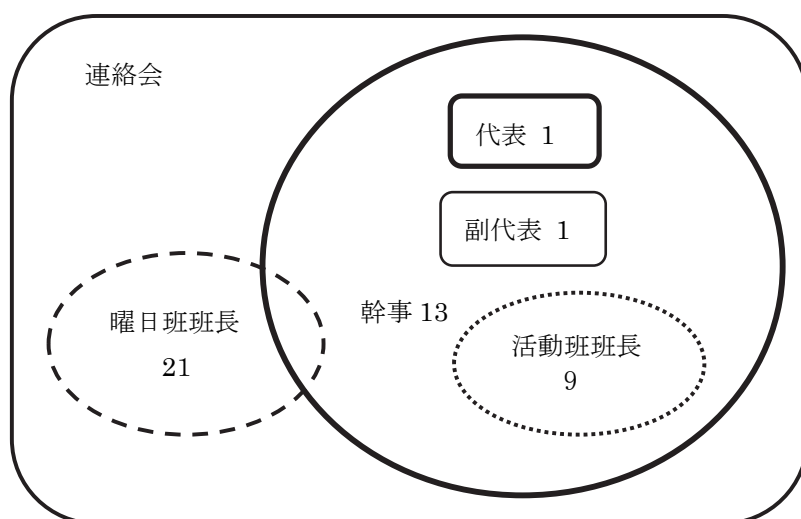 連絡会
代表 1
副代表 1
幹事 13
曜日班班長
21
活動班班長
9